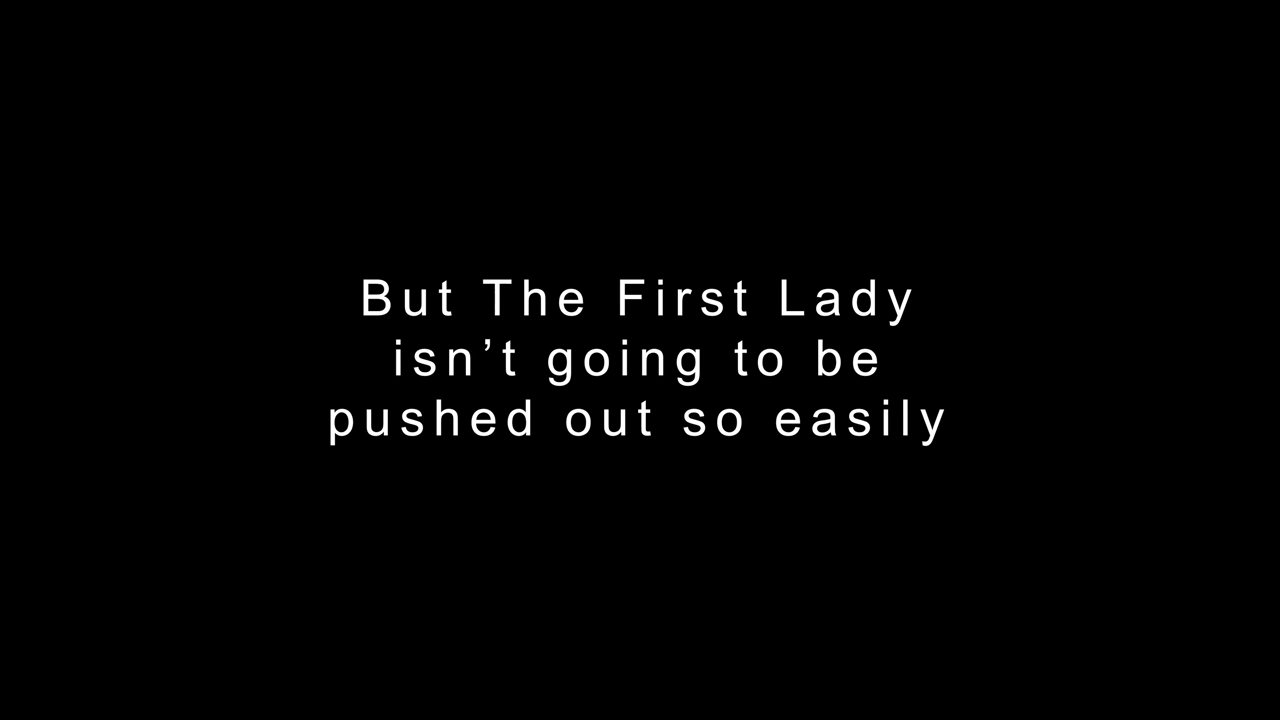 But The First Lady
isn’t going to be
pushed out so easily